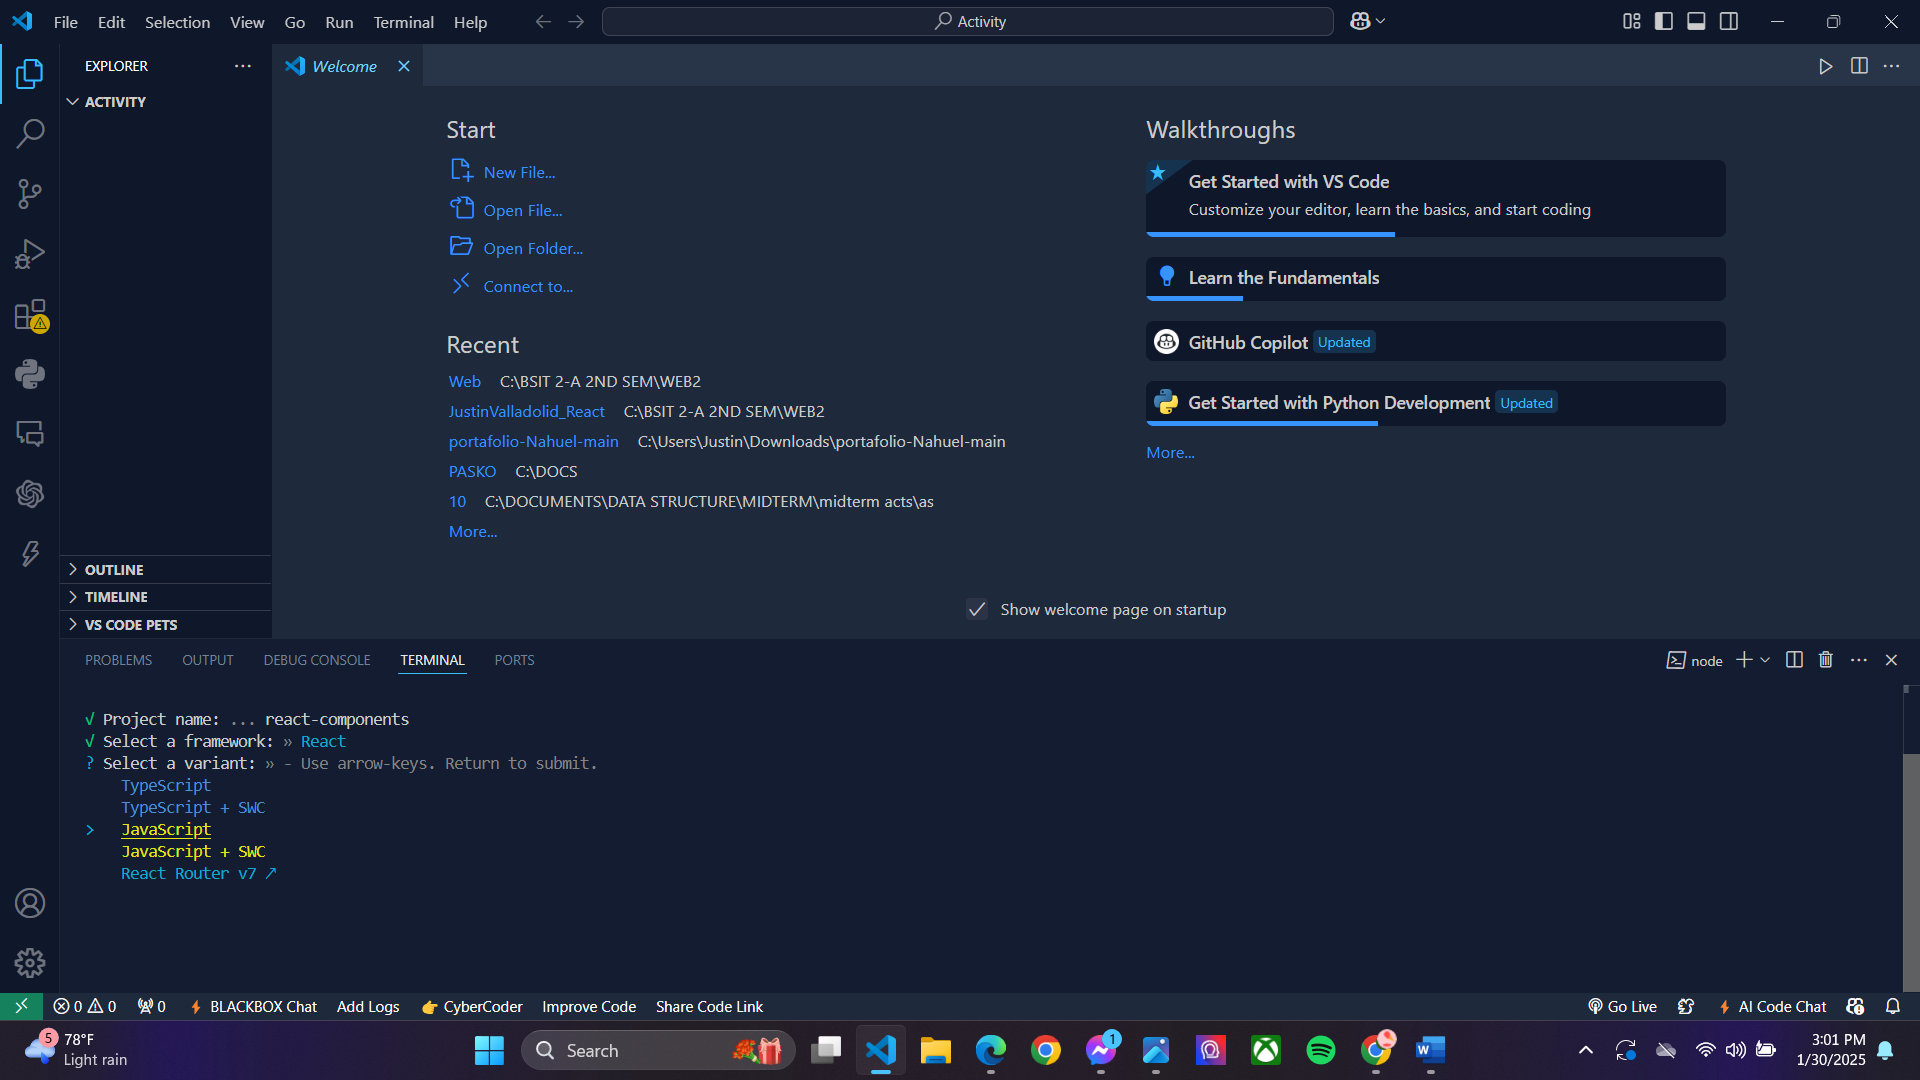 File Edit Selection View Go Run Terminal Help
Activity
EXPLORER
ACTIVITY
OUTLINE
TIMELINE
VS CODE PETS
Welcome
Start
New File...
Open File...
Open Folder...
Connect to...
Recent
Web C:\BSIT 2-A 2ND SEM\WEB2
JustinValladolid_React C:\BSIT 2-A 2ND SEM\WEB2
portafolio-Nahuel-main C:\Users\Justin\Downloads\portafolio-Nahuel-main
PASKO C:\DOCS
10 C:\DOCUMENTS\DATA STRUCTURE\MIDTERM\midterm acts\as
More...
Walkthroughs
Get Started with VS Code
Customize your editor, learn the basics, and start coding
Learn the Fundamentals
GitHub Copilot Updated
Get Started with Python Development Updated
More...
Show welcome page on startup
PROBLEMS OUTPUT DEBUG CONSOLE TERMINAL PORTS
node
√ Project name: ... react-components
√ Select a framework: » React
? Select a variant: » - Use arrow-keys. Return to submit.
TypeScript
TypeScript + SWC
> JavaScript
JavaScript + SWC
React Router v7 ↗
0 0 0 BLACKBOX Chat Add Logs 👉 CyberCoder Improve Code Share Code Link
Go Live AI Code Chat
5
78°F
Light rain
Search
1
3:01 PM
1/30/2025